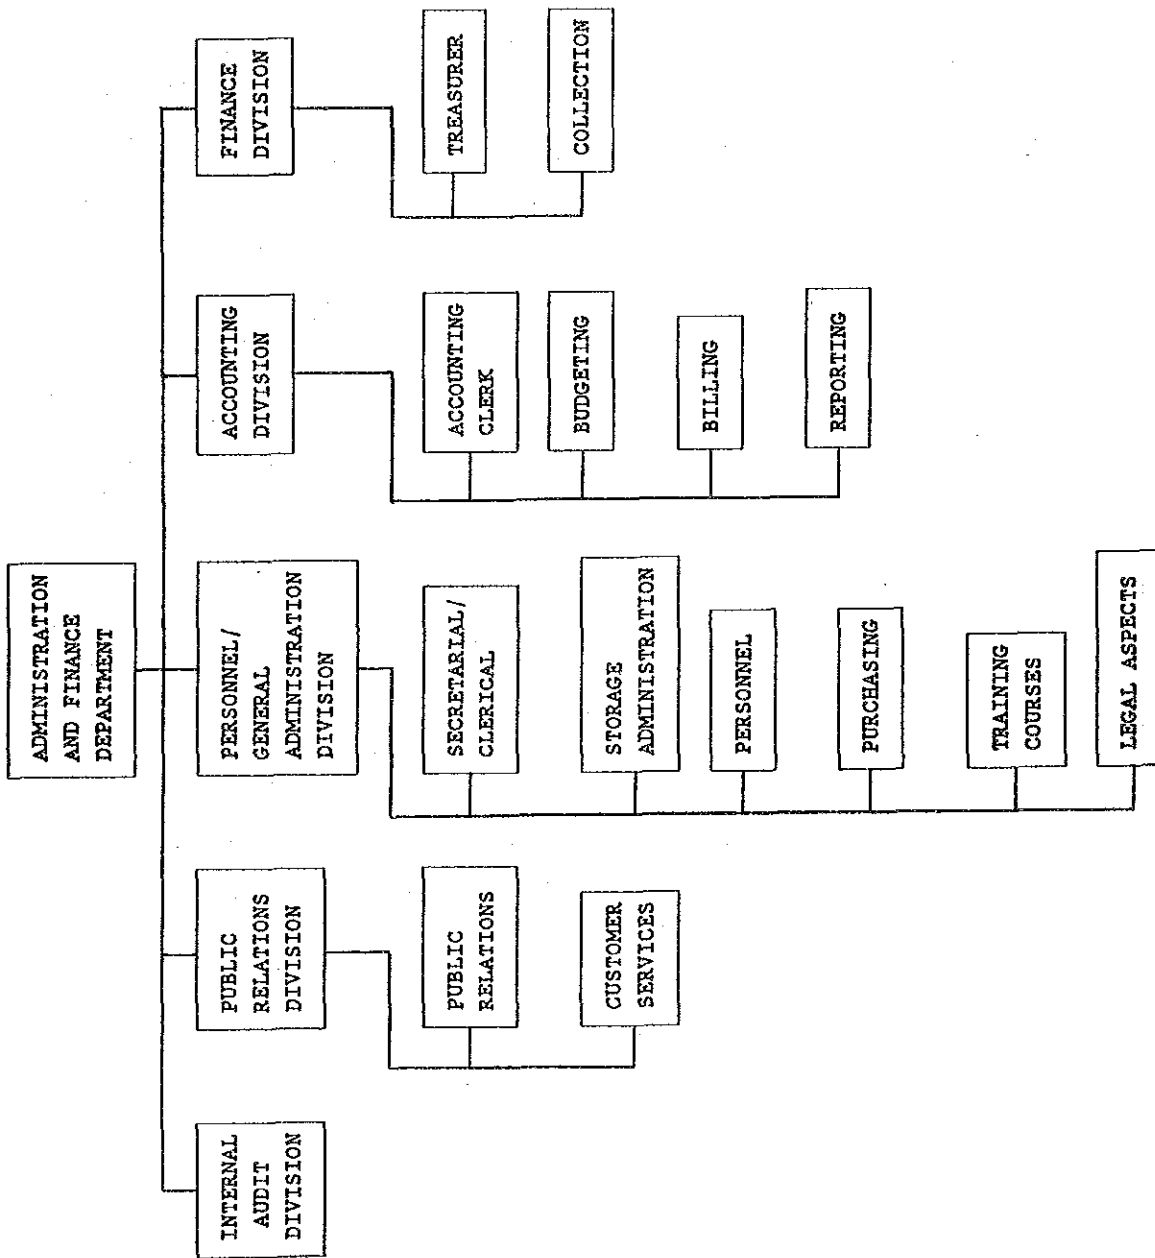 ADMINISTRATION
AND FINANCE
DEPARTMENT
INTERNAL
AUDIT
DIVISION
PUBLIC
RELATIONS
DIVISION
PERSONNEL/
GENERAL
ADMINISTRATION
DIVISION
ACCOUNTING
DIVISION
FINANCE
DIVISION
PUBLIC
RELATIONS
CUSTOMER
SERVICES
SECRETARIAL/
CLERICAL
STORAGE
ADMINISTRATION
PERSONNEL
PURCHASING
TRAINING
COURSES
LEGAL ASPECTS
ACCOUNTING
CLERK
BUDGETING
BILLING
REPORTING
TREASURER
COLLECTION